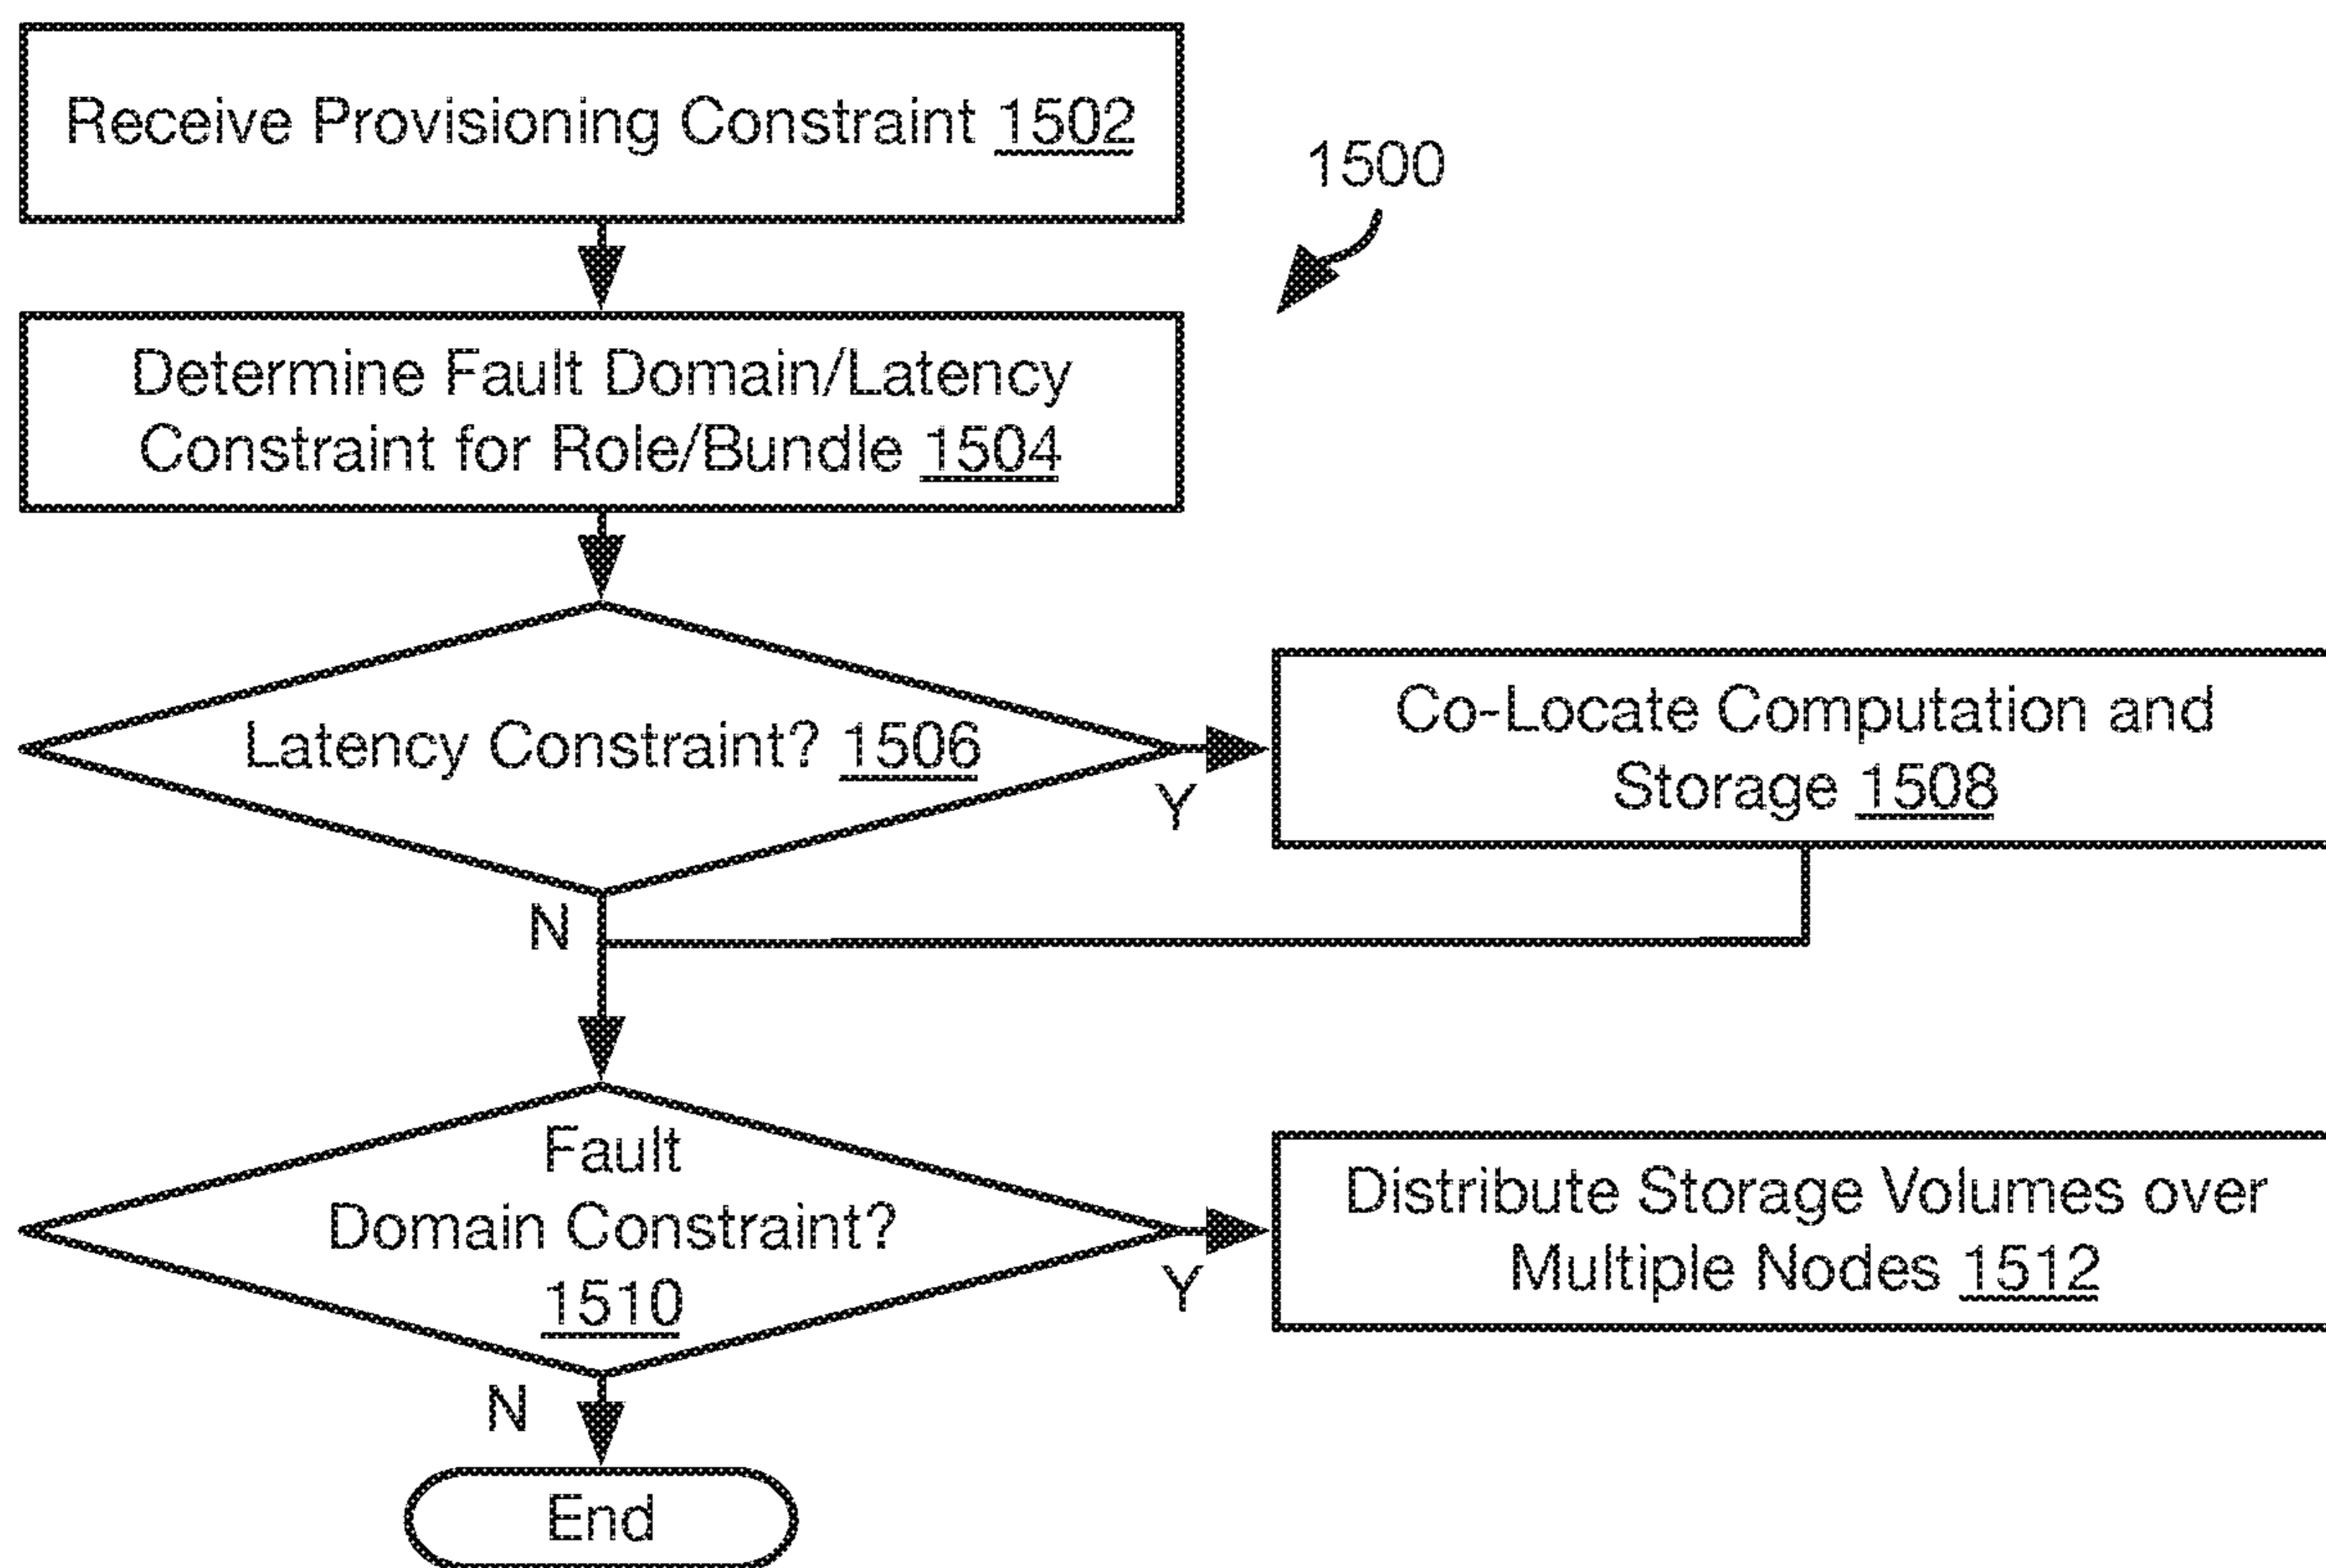 Receive Provisioning Constraint 1502
1500
Determine Fault Domain/Latency
Constraint for Role/Bundle 1504
Latency Constraint? 1506
Y
Co-Locate Computation and
Storage 1508
N
Fault
Domain Constraint?
1510
Y
Distribute Storage Volumes over
Multiple Nodes 1512
N
End